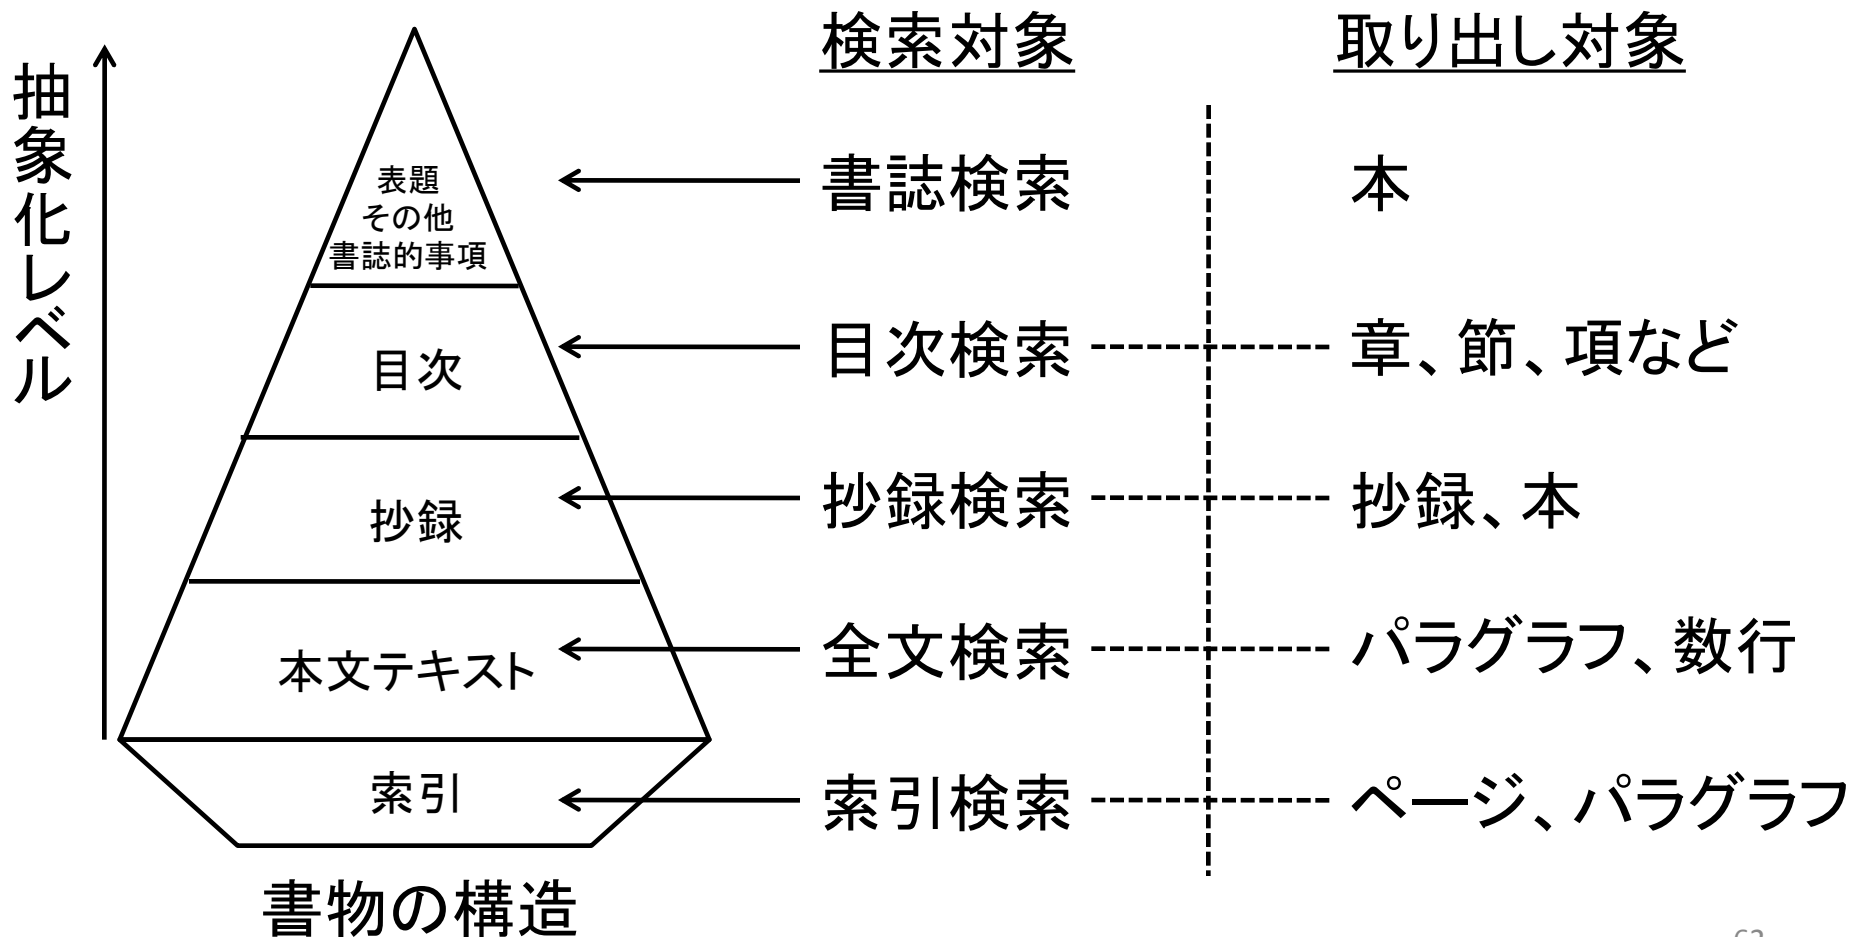 検索対象
取り出し対象
抽象化レベル
表題
その他
書誌的事項
書誌検索
本
目次
目次検索
章、節、項など
抄録
抄録検索
抄録、本
本文テキスト
全文検索
パラグラフ、数行
索引
索引検索
ページ、パラグラフ
書物の構造